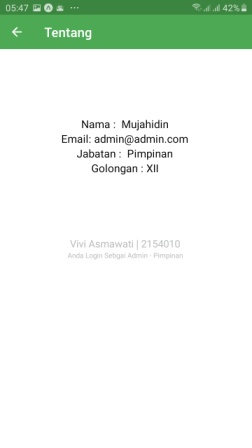 05:47 42%
Tentang
Nama :  Mujahidin
Email: admin@admin.com
Jabatan :  Pimpinan
Golongan : XII
Vivi Asmawati | 2154010
Anda Login Sebgai Admin - Pimpinan